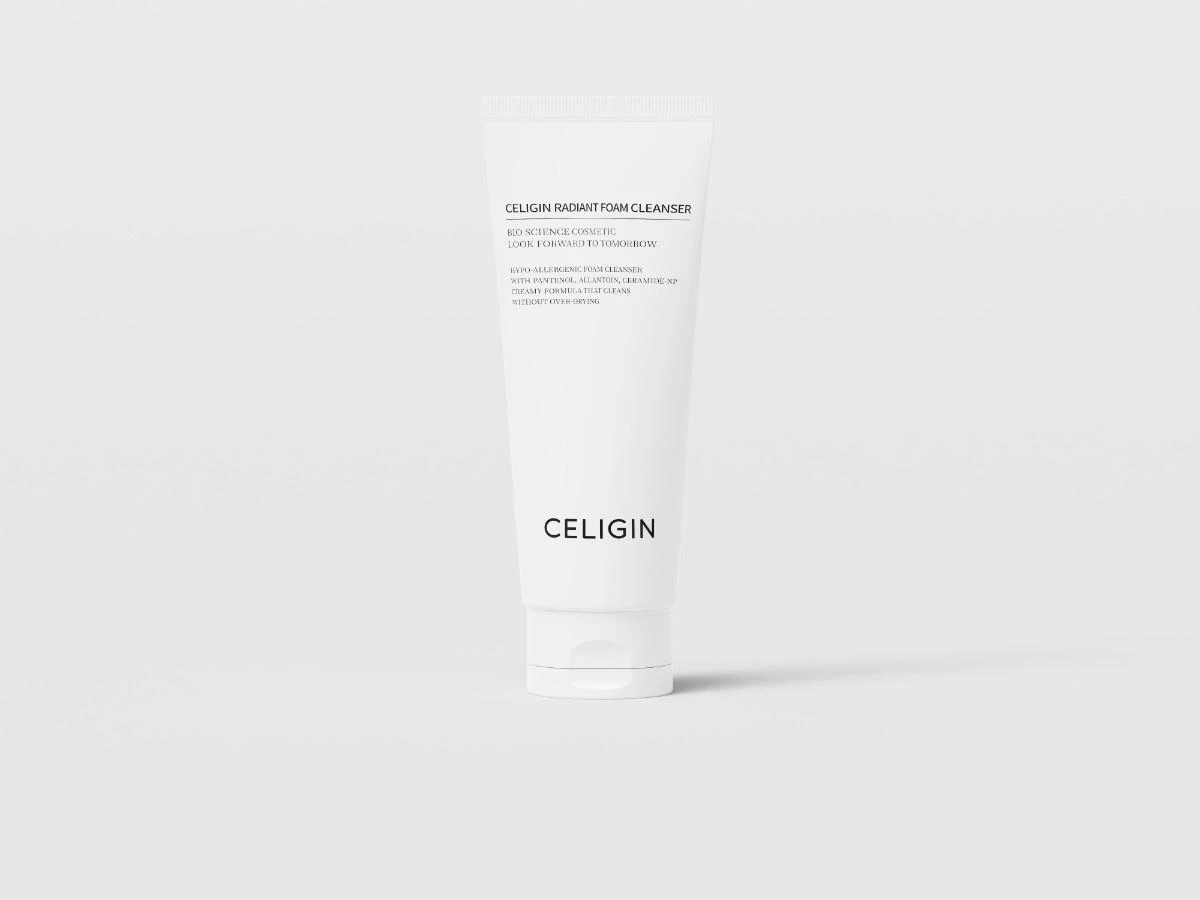 CELIGIN RADIANT FOAM CLEANSER
BIO SCIENCE COSMETIC
LOOK FORWARD TO TOMORROW
HYPO-ALLERGENIC FOAM CLEANSER
WITH PANTENOL, ALLANTOIN, CERAMIDE-NP
CREAMY-FORMULA THAT CLEANS
WITHOUT OVER-DRYING
CELIGIN